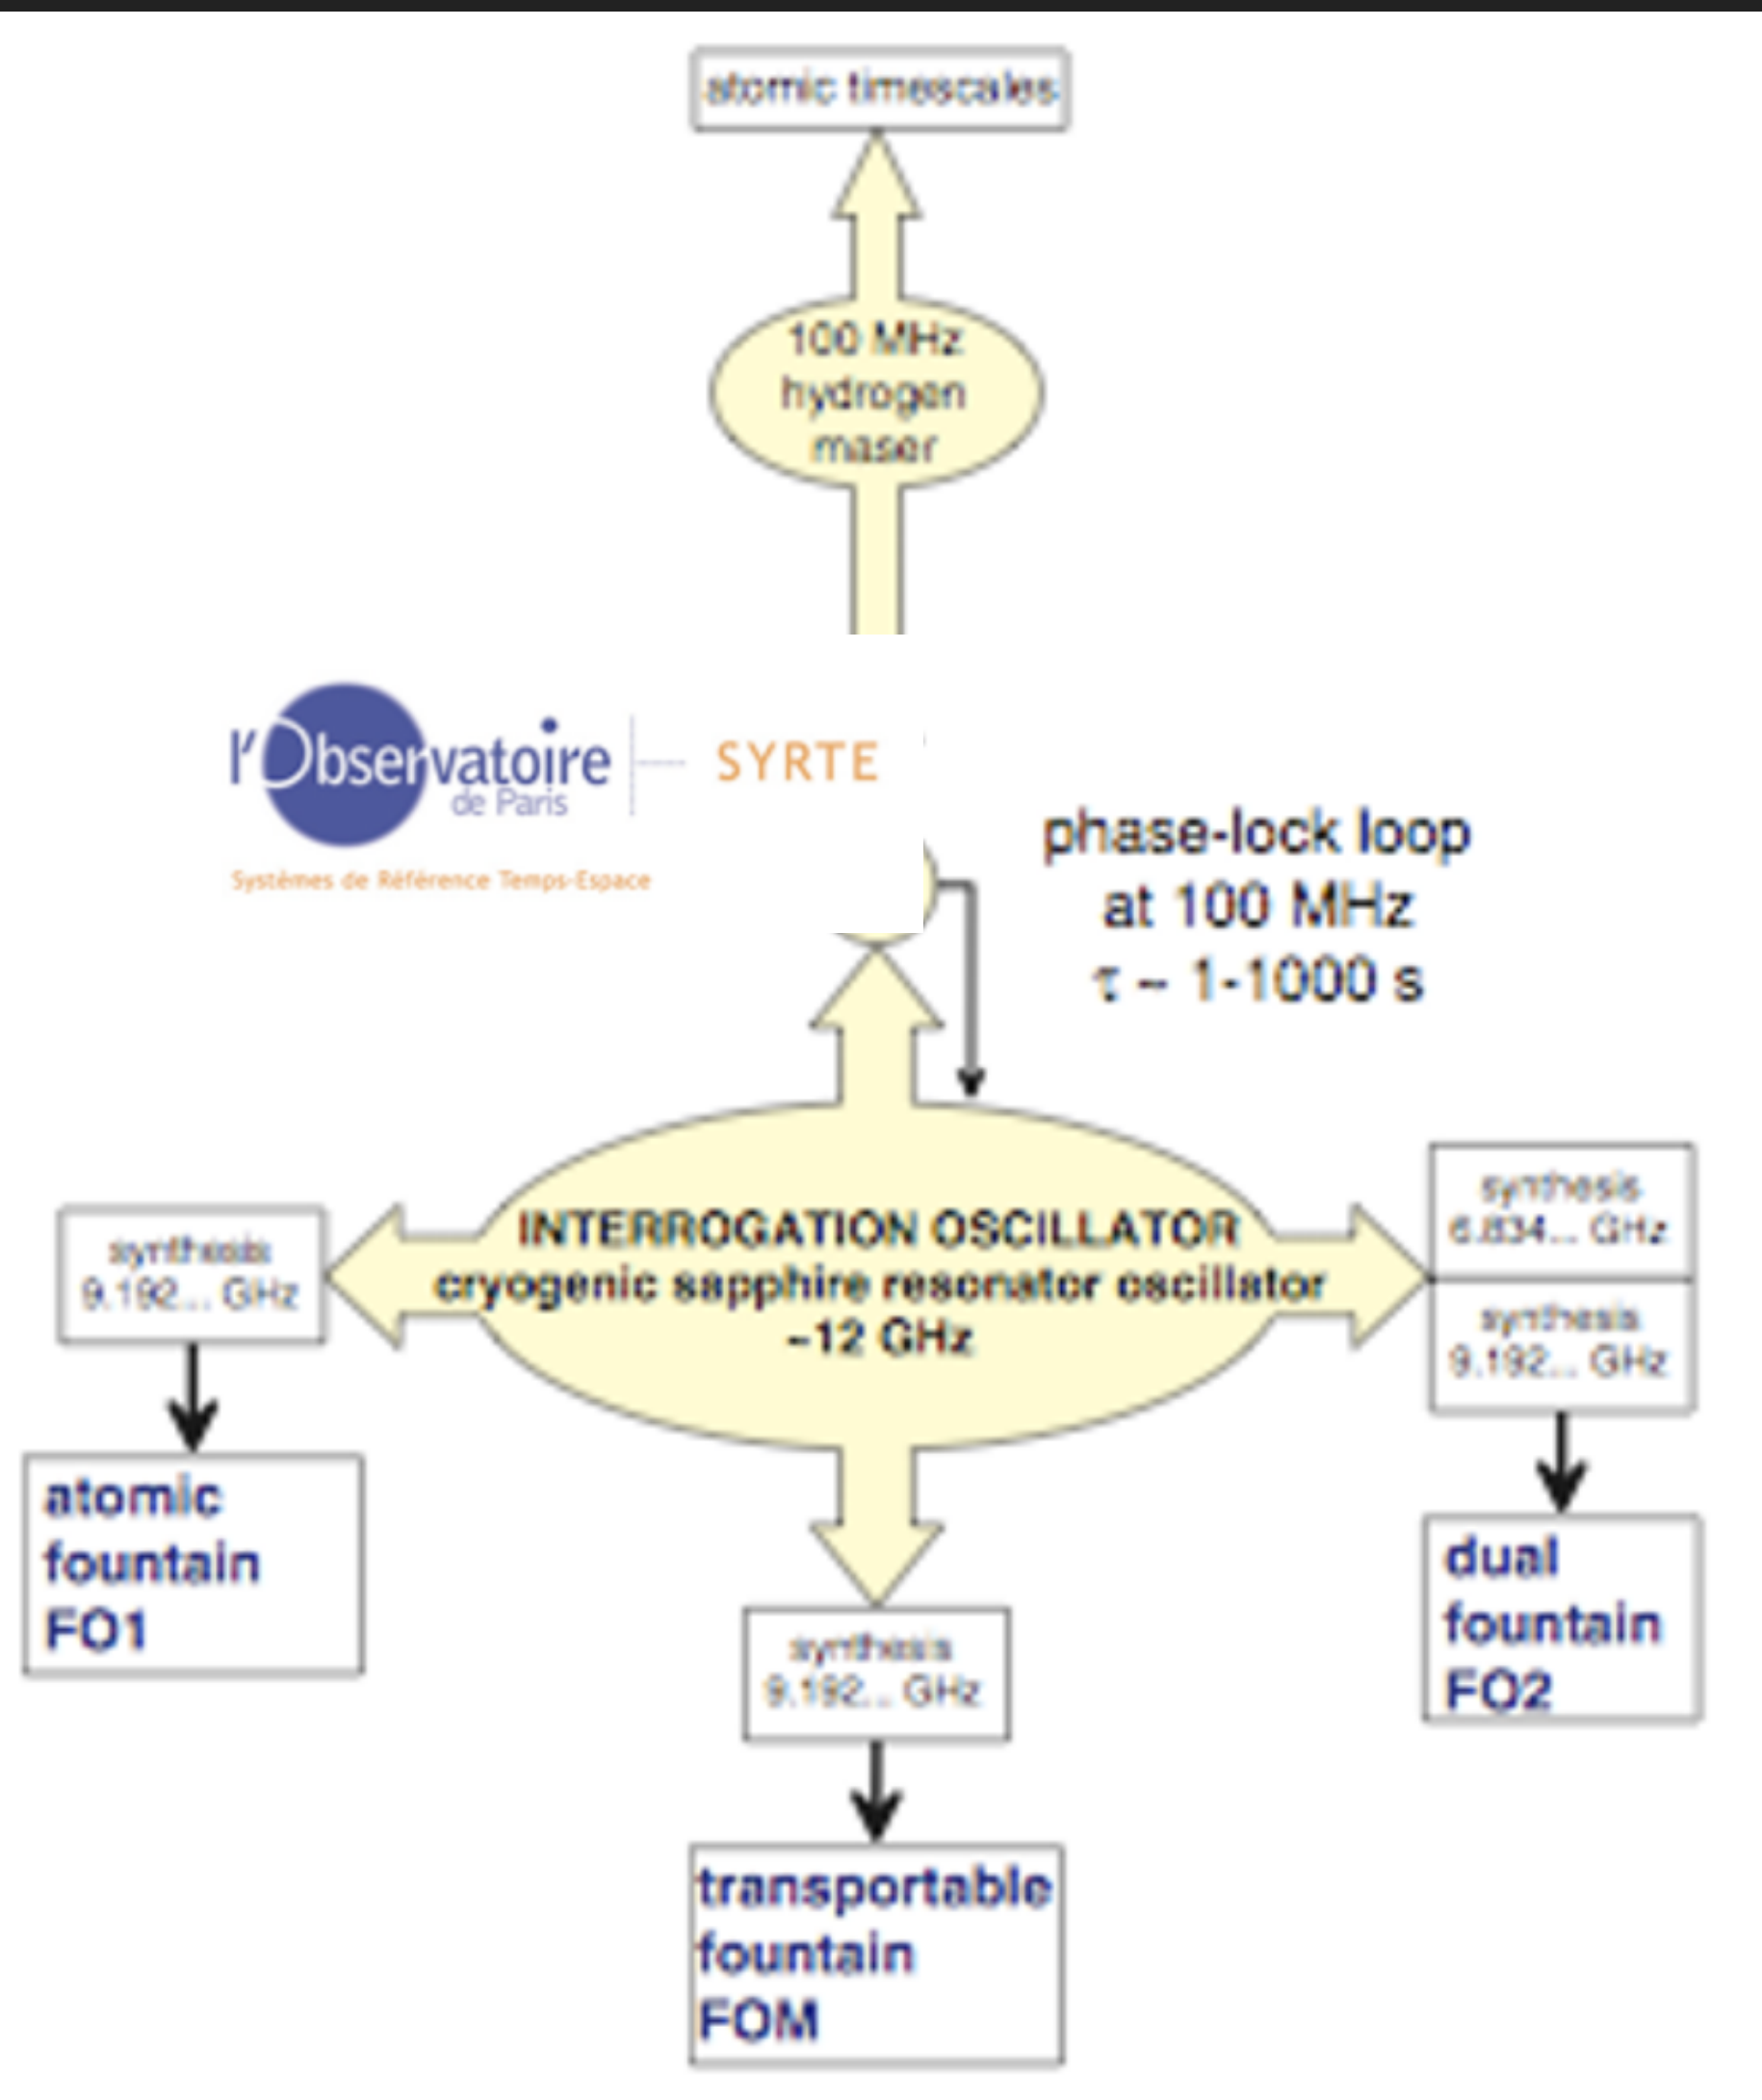 atomic timescales
100 MHz
hydrogen
maser
l'Observatoire
de Paris
SYRTE
Systèmes de Référence Temps-Espace
phase-lock loop
at 100 MHz
τ ~ 1-1000 s
INTERROGATION OSCILLATOR
cryogenic sapphire resonator oscillator
~12 GHz
synthesis
9.192... GHz
atomic
fountain
FO1
synthesis
6.834... GHz
synthesis
9.192... GHz
dual
fountain
FO2
synthesis
9.192... GHz
transportable
fountain
FOM